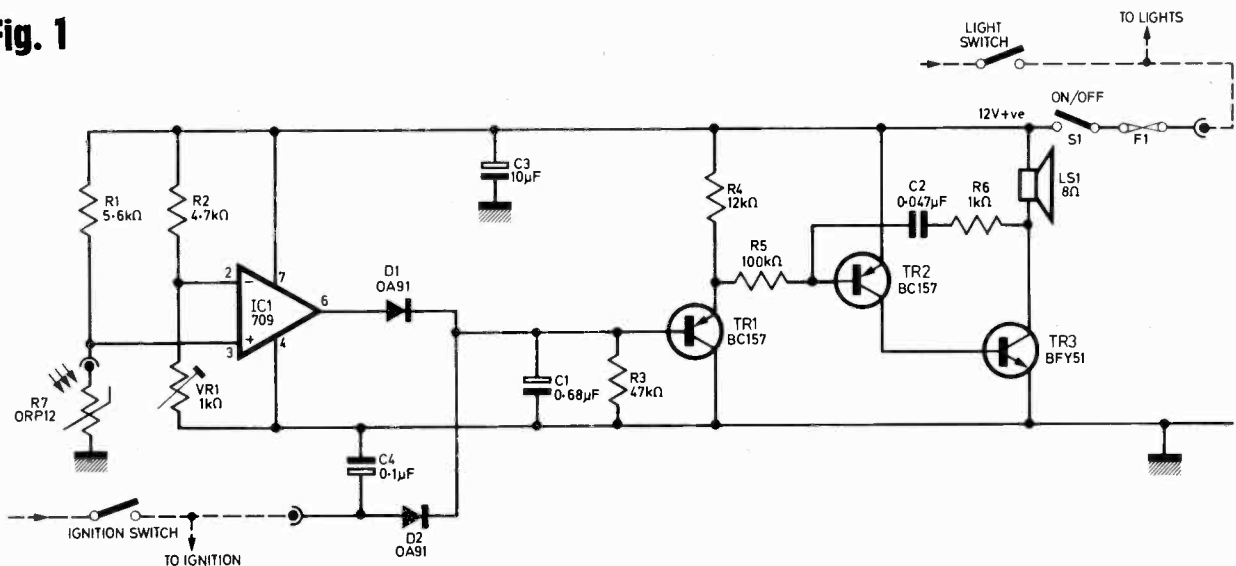 Fig. 1
LIGHT
SWITCH
TO LIGHTS
12V+ve
ON/OFF
S1
F1
R1
5.6kΩ
R2
4.7kΩ
C3
10µF
R4
12kΩ
C2
0·047µF
R6
1kΩ
LS1
8Ω
R5
100kΩ
2
−
7
IC1
709
6
+
3
4
D1
OA91
TR2
BC157
TR1
BC157
TR3
BFY51
R7
ORP12
VR1
1kΩ
C1
0·68µF
R3
47kΩ
C4
0·1µF
IGNITION SWITCH
TO IGNITION
D2
OA91